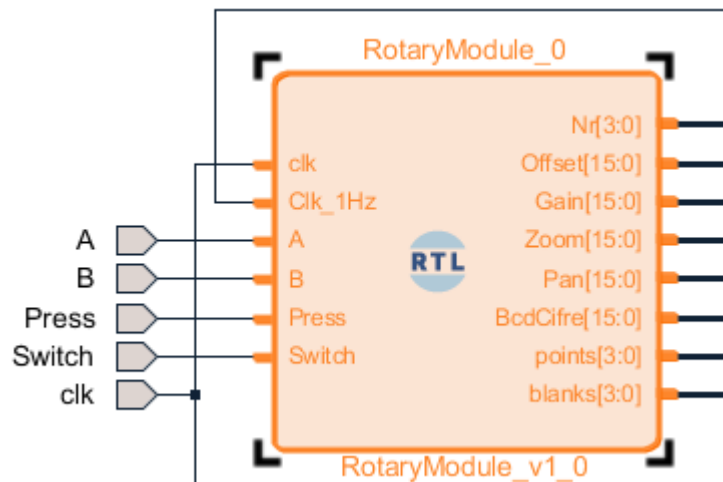 RotaryModule_0
Nr[3:0]
clk Offset[15:0]
Clk_1Hz Gain[15:0]
A A Zoom[15:0]
B B Pan[15:0]
Press Press BcdCifre[15:0]
Switch Switch points[3:0]
clk blanks[3:0]
RTL
RotaryModule_v1_0